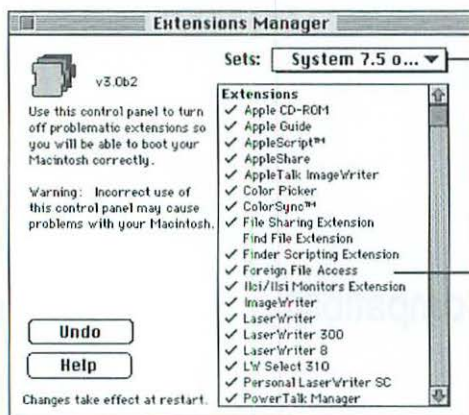 Extensions Manager
v3.0b2
Use this control panel to turn
off problematic extensions so
you will be able to boot your
Macintosh correctly.
Warning: Incorrect use of
this control panel may cause
problems with your Macintosh.
Undo
Help
Changes take effect at restart.
Sets: System 7.5 o... ▼
Extensions
✓ Apple CD-ROM
✓ Apple Guide
✓ AppleScript™
✓ AppleShare
✓ AppleTalk ImageWriter
✓ Color Picker
✓ ColorSync™
✓ File Sharing Extension
Find File Extension
✓ Finder Scripting Extension
✓ Foreign File Access
✓ IIci/IIsi Monitors Extension
✓ ImageWriter
✓ LaserWriter
✓ LaserWriter 300
✓ LaserWriter 8
✓ LW Select 310
✓ Personal LaserWriter SC
✓ PowerTalk Manager